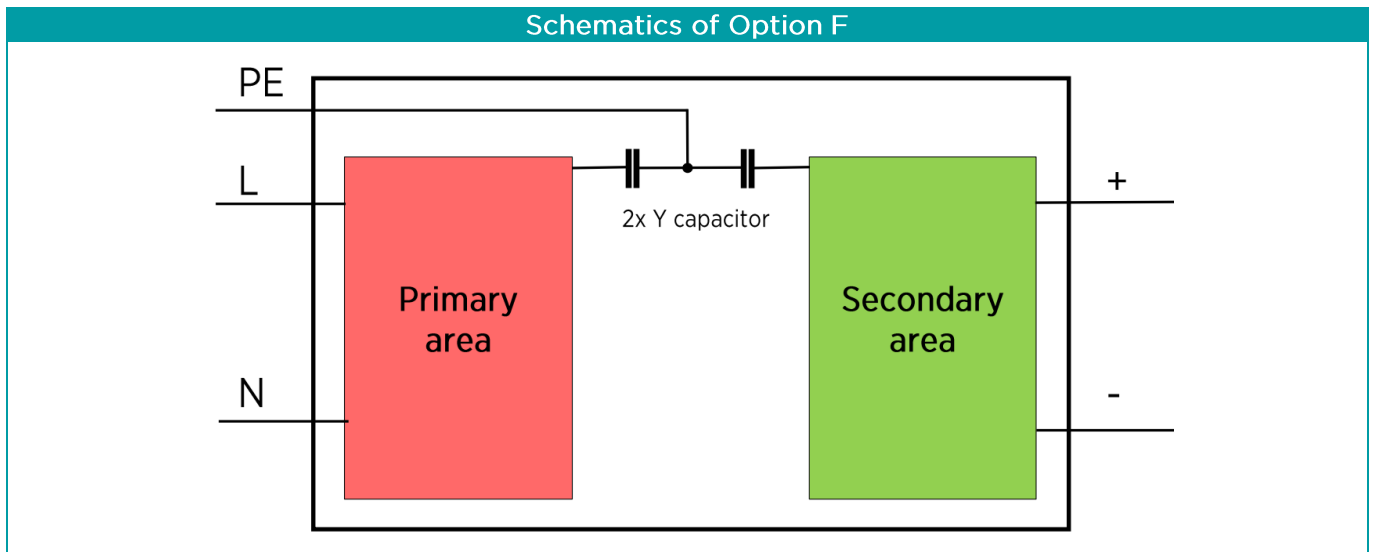 Schematics of Option F
PE
L
N
Primary
area
2x Y capacitor
Secondary
area
+
-